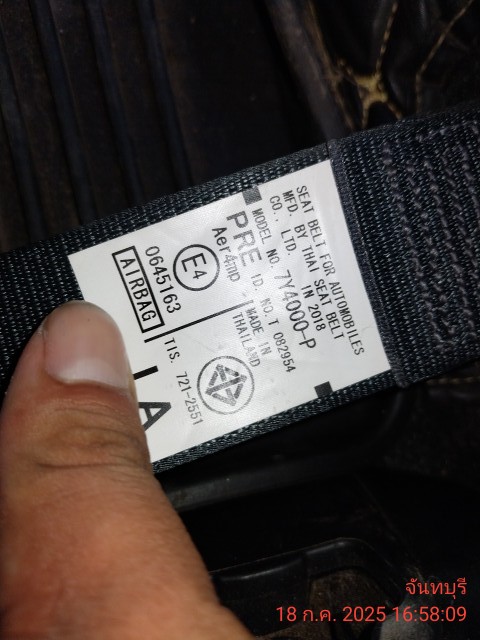 SEAT BELT FOR AUTOMOBILES
MFD. BY THAI SEAT BELT
CO., LTD. IN 2018
MODEL NO. 7Y4000-P
PRE ID. NO.T 082954
Aer4mp MADE IN
THAILAND
E4
0645163
AIRBAG
TIS. 721-2551
IA
จันทบุรี
18 ก.ค. 2025 16:58:09